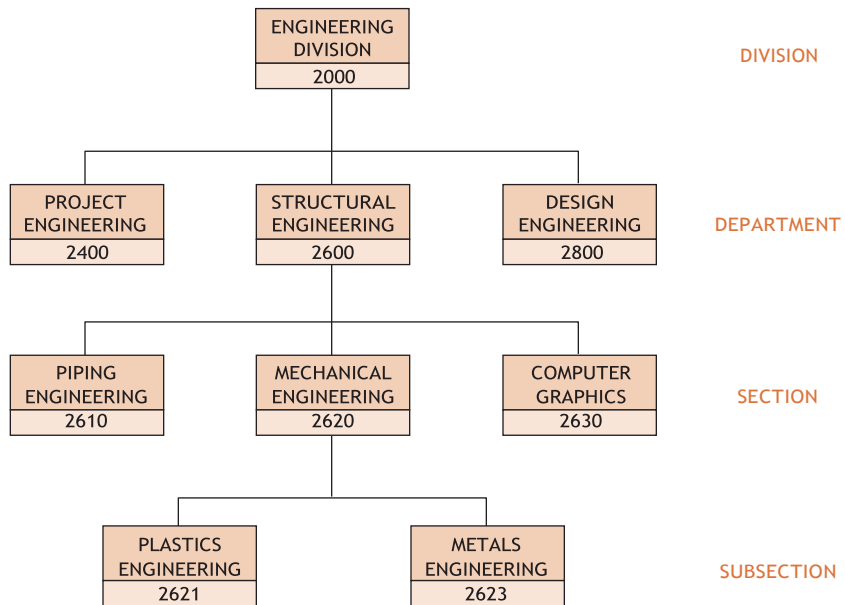 ENGINEERING
DIVISION
2000
DIVISION
PROJECT
ENGINEERING
2400
STRUCTURAL
ENGINEERING
2600
DESIGN
ENGINEERING
2800
DEPARTMENT
PIPING
ENGINEERING
2610
MECHANICAL
ENGINEERING
2620
COMPUTER
GRAPHICS
2630
SECTION
PLASTICS
ENGINEERING
2621
METALS
ENGINEERING
2623
SUBSECTION